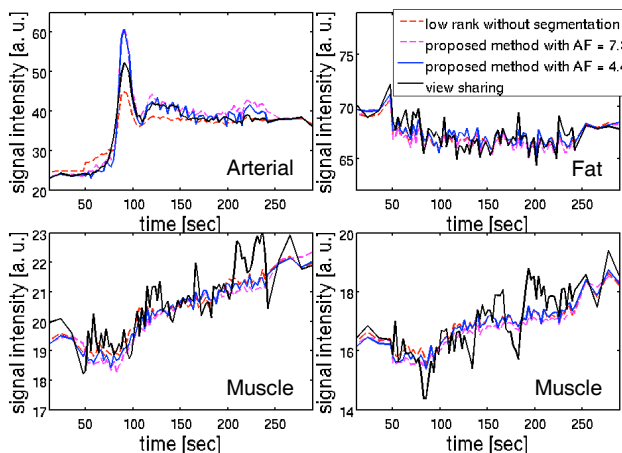 signal intensity [a. u.]
60
50
40
30
20
50 100 150 200 250
time [sec]
Arterial
low rank without segmentation
proposed method with AF = 7.
proposed method with AF = 4.4
view sharing
signal intensity [a. u.]
75
70
65
50 100 150 200 250
time [sec]
Fat
signal intensity [a. u.]
23
22
21
20
19
18
17
50 100 150 200 250
time [sec]
Muscle
signal intensity [a. u.]
20
18
16
14
50 100 150 200 250
time [sec]
Muscle